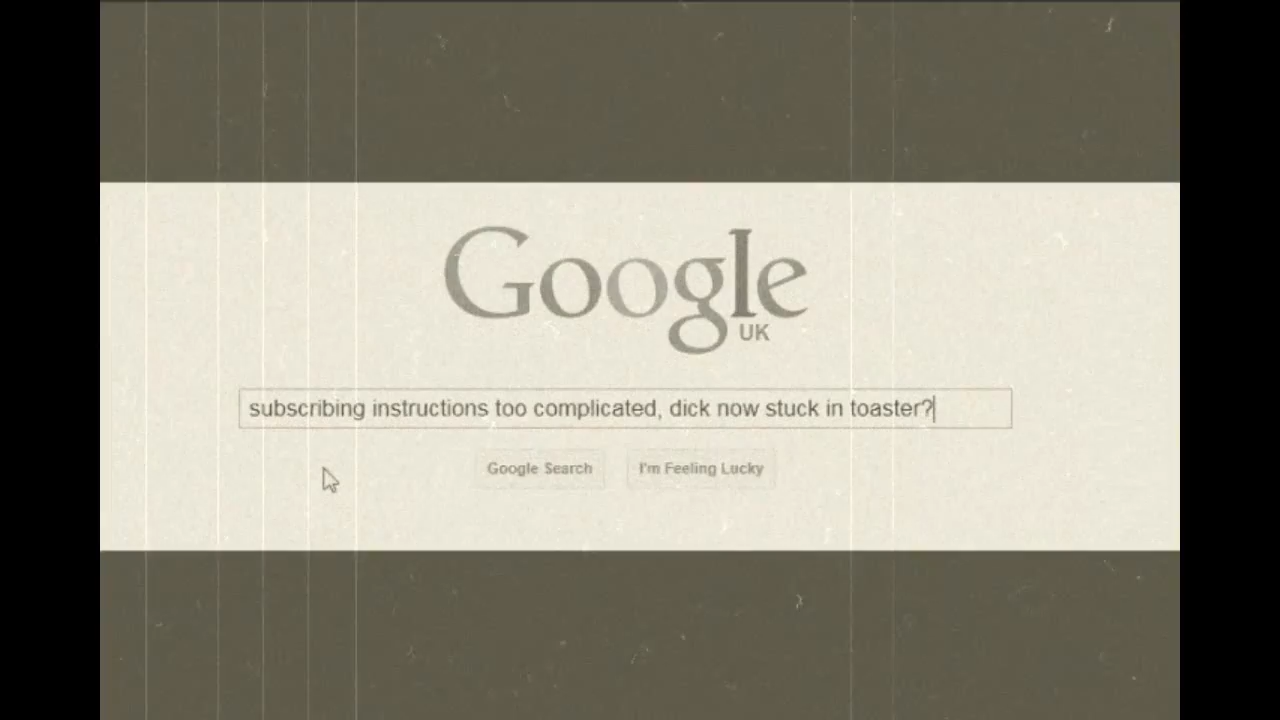 Google
UK
subscribing instructions too complicated, dick now stuck in toaster?
Google Search
I'm Feeling Lucky